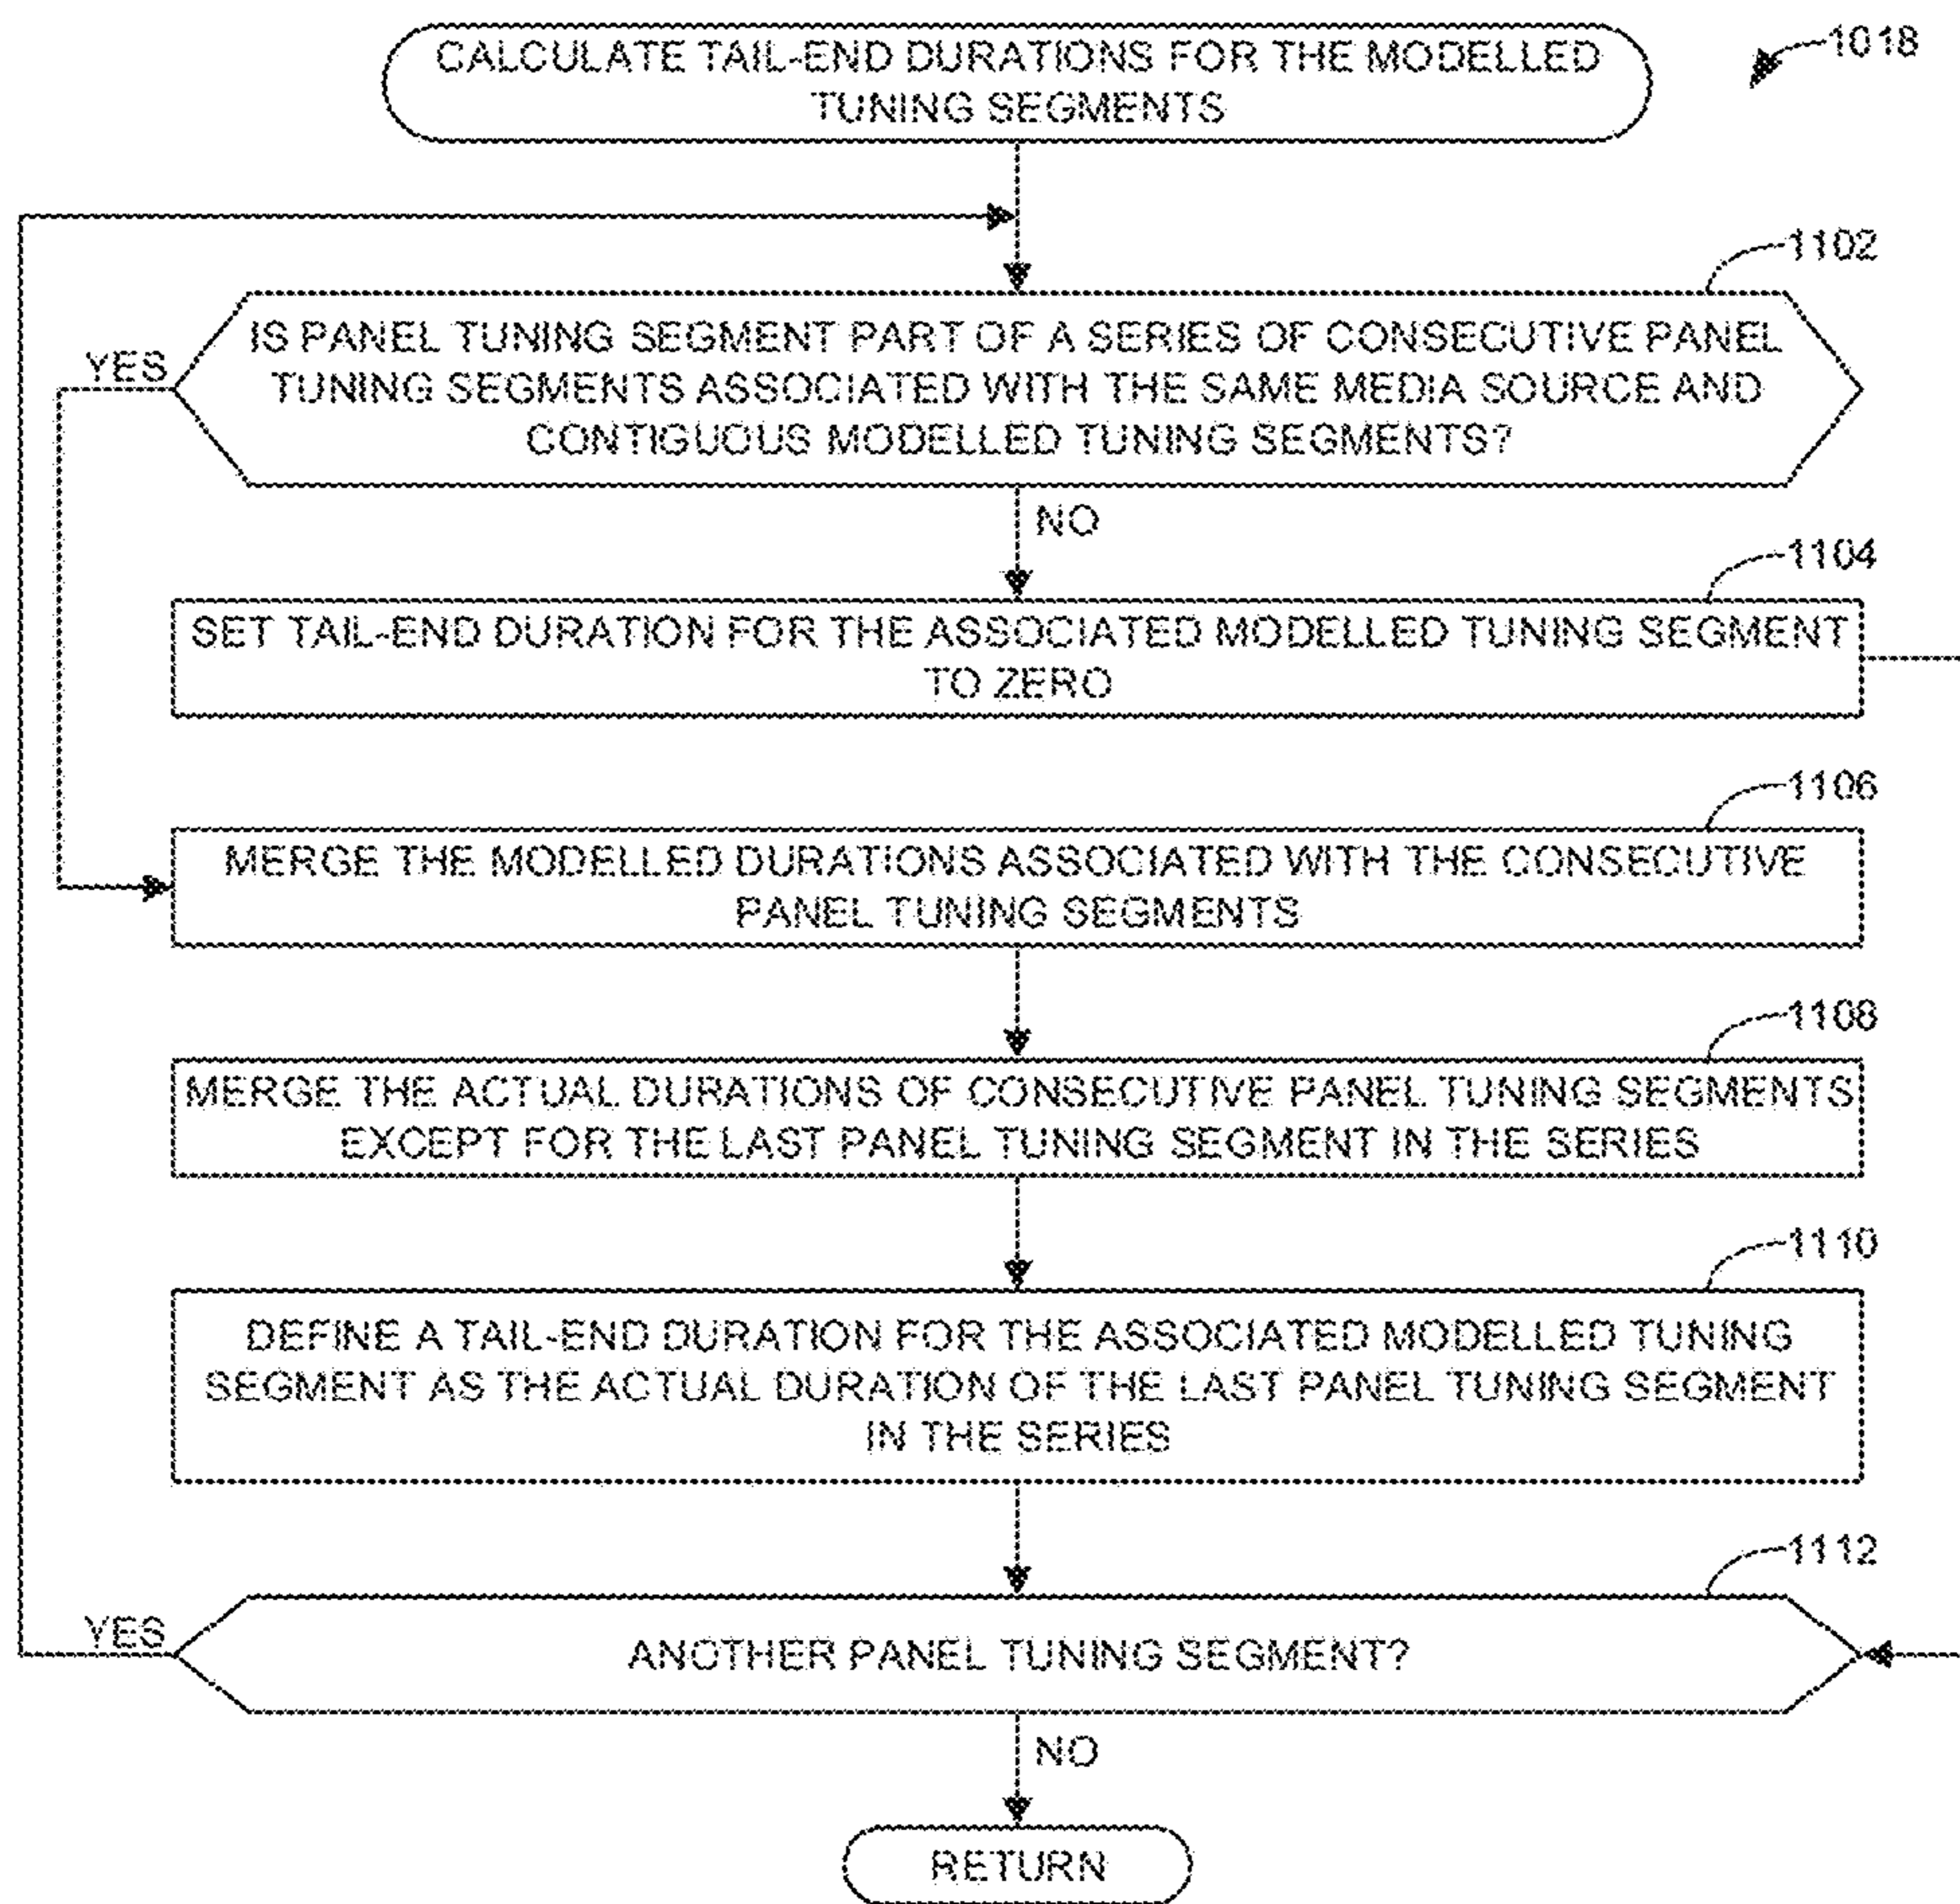 CALCULATE TAIL-END DURATIONS FOR THE MODELLED
TUNING SEGMENTS
1018
1102
IS PANEL TUNING SEGMENT PART OF A SERIES OF CONSECUTIVE PANEL
TUNING SEGMENTS ASSOCIATED WITH THE SAME MEDIA SOURCE AND
CONTIGUOUS MODELLED TUNING SEGMENTS?
YES
NO
1104
SET TAIL-END DURATION FOR THE ASSOCIATED MODELLED TUNING SEGMENT
TO ZERO
1106
MERGE THE MODELLED DURATIONS ASSOCIATED WITH THE CONSECUTIVE
PANEL TUNING SEGMENTS
1108
MERGE THE ACTUAL DURATIONS OF CONSECUTIVE PANEL TUNING SEGMENTS
EXCEPT FOR THE LAST PANEL TUNING SEGMENT IN THE SERIES
1110
DEFINE A TAIL-END DURATION FOR THE ASSOCIATED MODELLED TUNING
SEGMENT AS THE ACTUAL DURATION OF THE LAST PANEL TUNING SEGMENT
IN THE SERIES
1112
YES
ANOTHER PANEL TUNING SEGMENT?
NO
RETURN